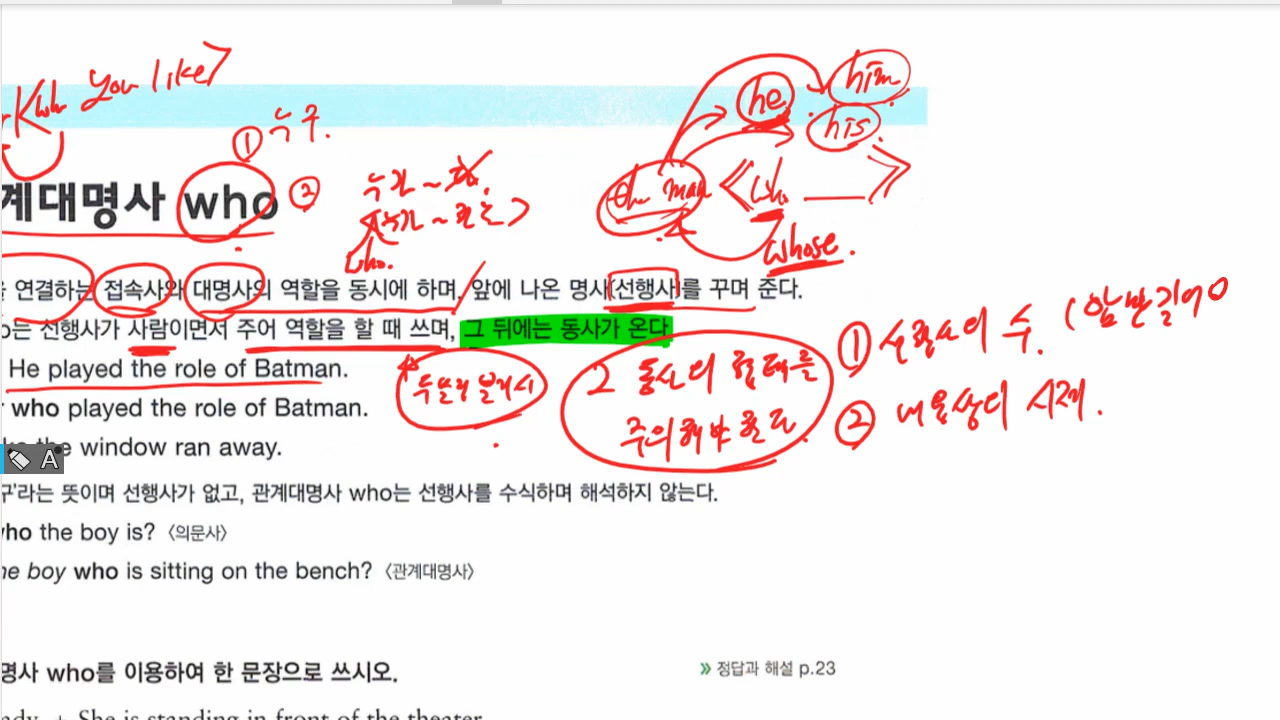 you like?
① 누구.
he
him
his
계대명사 who
②
누가 ~
<누가 ~ 하는>
who.
the man <who ____>
whose.
연결하는 접속사와 대명사의 역할을 동시에 하며, 앞에 나온 명사(선행사)를 꾸며 준다.
는 선행사가 사람이면서 주어 역할을 할 때 쓰며, 그 뒤에는 동사가 온다
He played the role of Batman.
who played the role of Batman.
the window ran away.
2 동사의 형태를
주의해야 한다.
① 선행사의 수.
② 내용상의 시제.
구'라는 뜻이며 선행사가 없고, 관계대명사 who는 선행사를 수식하며 해석하지 않는다.
who the boy is? 〈의문사〉
he boy who is sitting on the bench? 〈관계대명사〉
명사 who를 이용하여 한 문장으로 쓰시오.
» 정답과 해설 p.23
ndy. + She is standing in front of the theater.